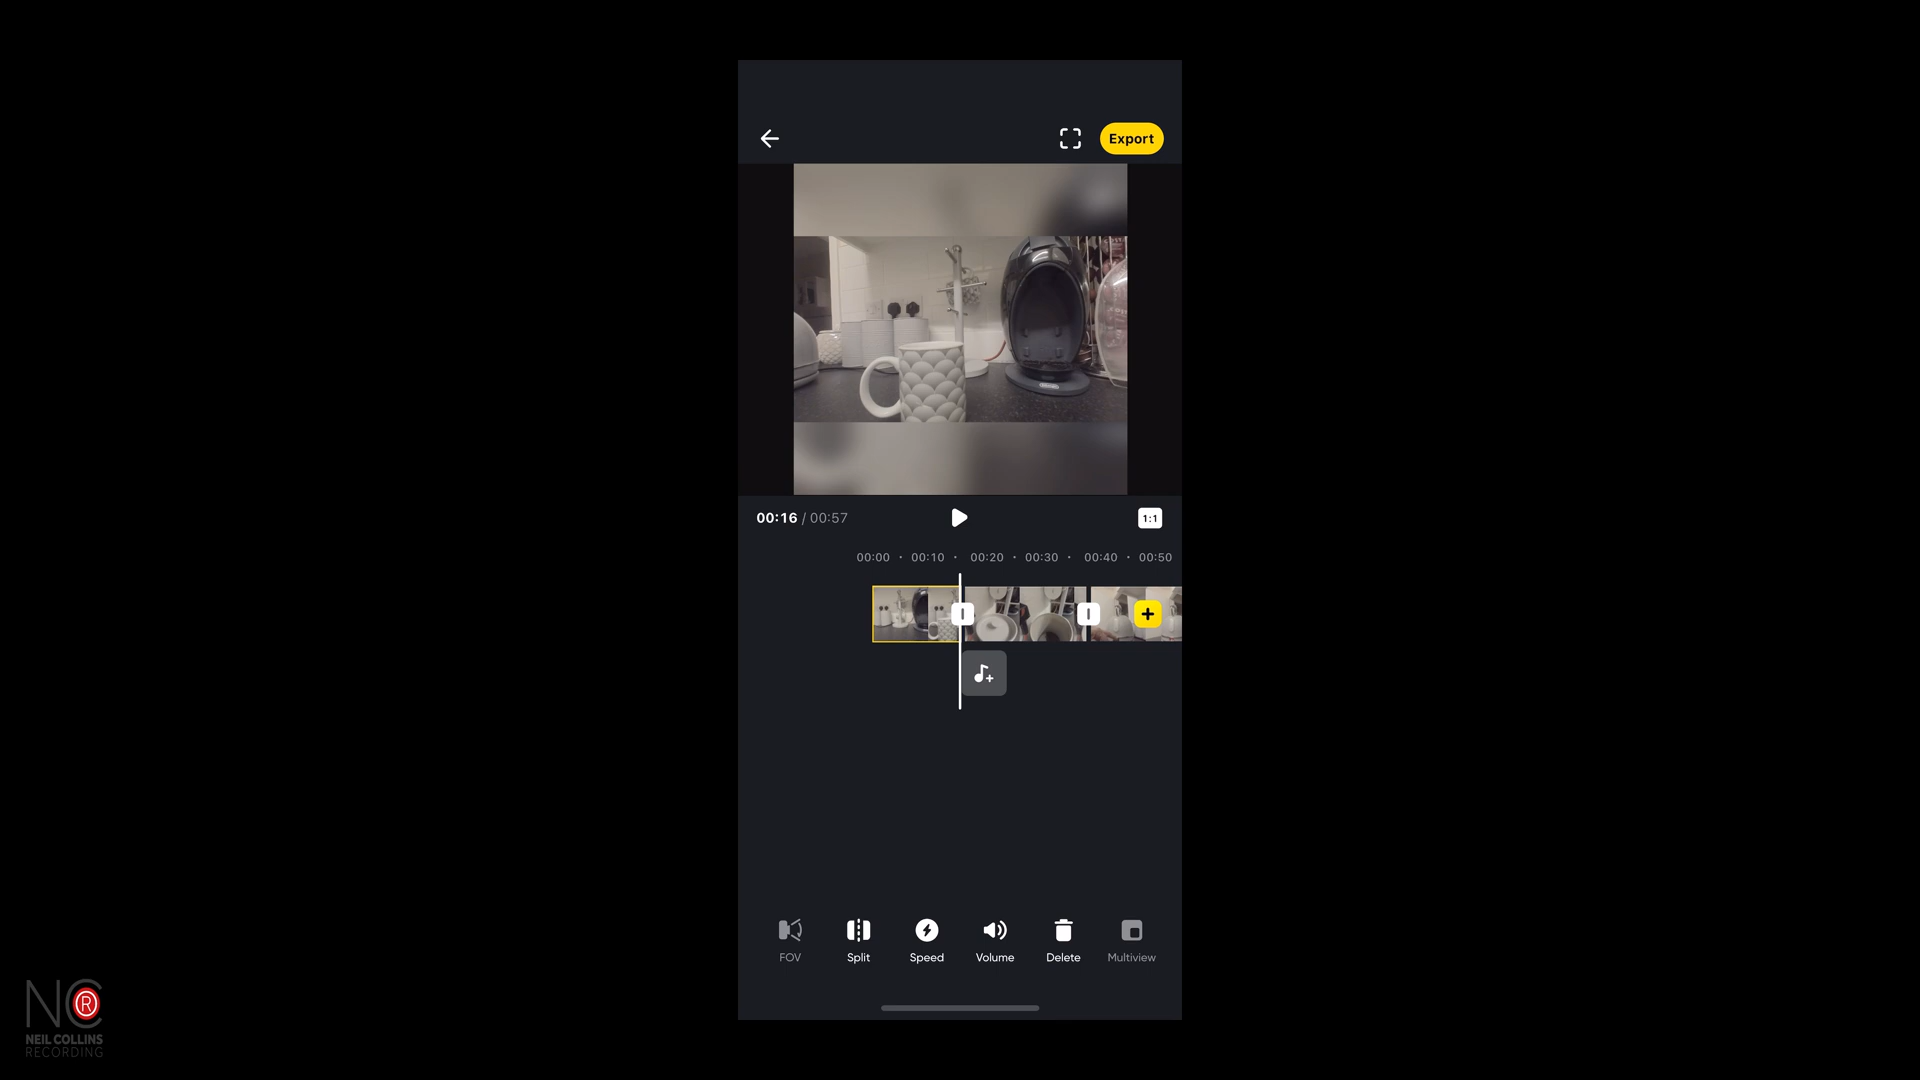 Export
00:16 / 00:57
1:1
00:00 · 00:10 · 00:20 · 00:30 · 00:40 · 00:50
FOV Split Speed Volume Delete Multiview
NC®
NEIL COLLINS
RECORDING